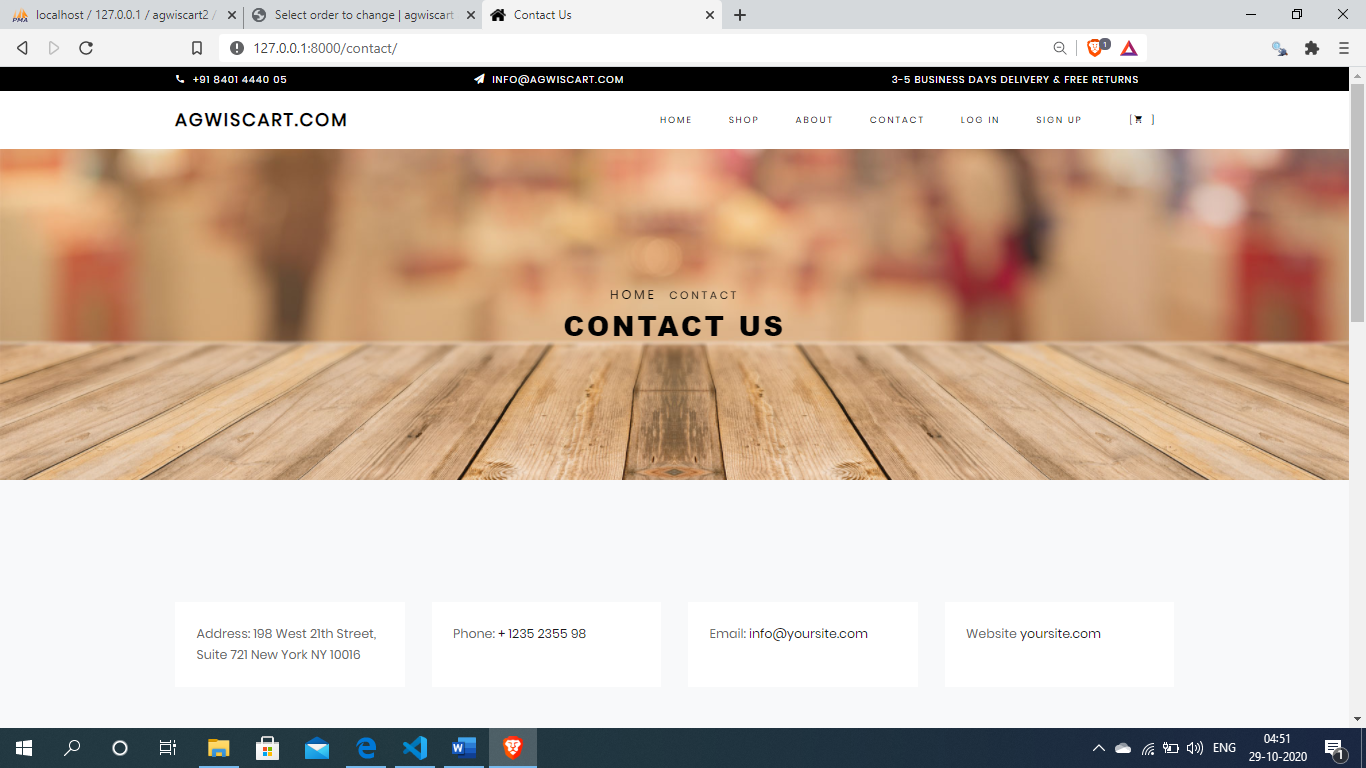 localhost / 127.0.0.1 / agwiscart2 /
Select order to change | agwiscart
Contact Us
127.0.0.1:8000/contact/
1
+91 8401 4440 05
INFO@AGWISCART.COM
3-5 BUSINESS DAYS DELIVERY & FREE RETURNS
AGWISCART.COM
HOME SHOP ABOUT CONTACT LOG IN SIGN UP [ ]
HOME CONTACT
CONTACT US
Address: 198 West 21th Street,
Suite 721 New York NY 10016
Phone: + 1235 2355 98
Email: info@yoursite.com
Website yoursite.com
ENG
04:51
29-10-2020
1